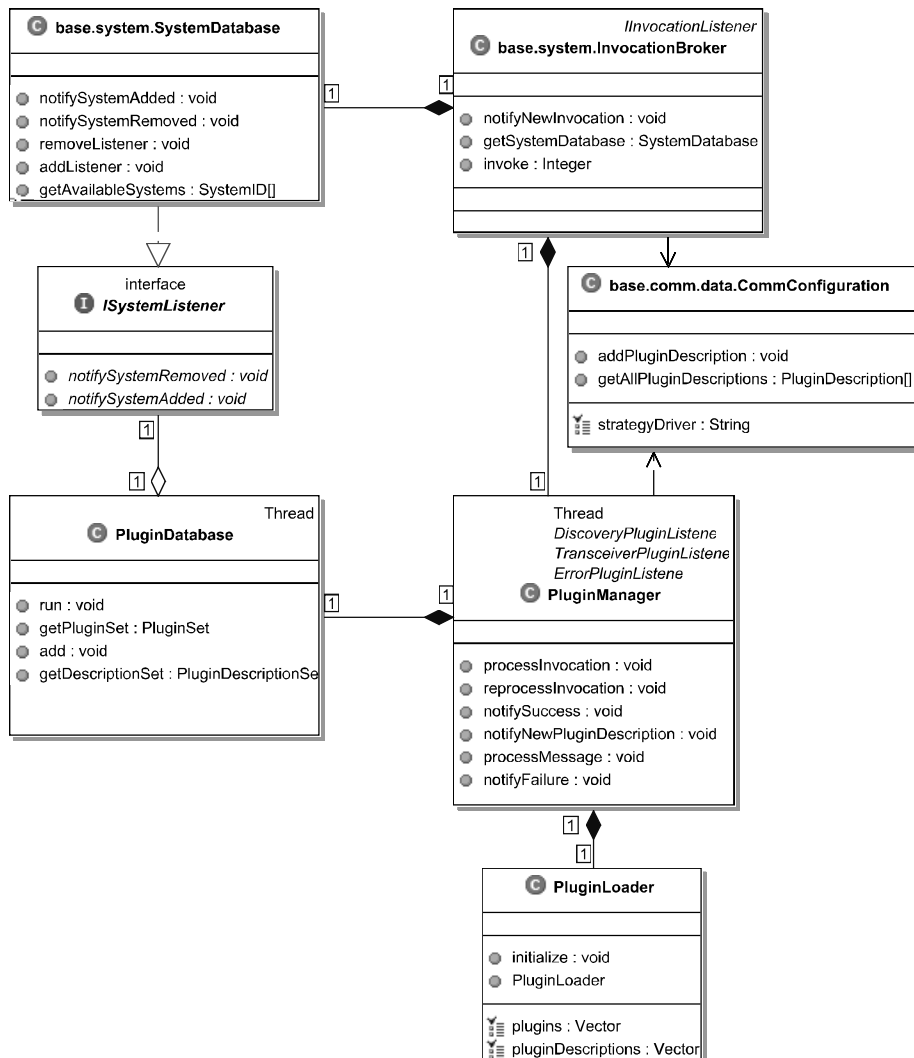 C base.system.SystemDatabase
notifySystemAdded : void
notifySystemRemoved : void
removeListener : void
addListener : void
getAvailableSystems : SystemID[]
IInvocationListener
C base.system.InvocationBroker
notifyNewInvocation : void
getSystemDatabase : SystemDatabase
invoke : Integer
1
1
1
interface
I ISystemListener
notifySystemRemoved : void
notifySystemAdded : void
C base.comm.data.CommConfiguration
addPluginDescription : void
getAllPluginDescriptions : PluginDescription[]
strategyDriver : String
1
1
1
Thread
C PluginDatabase
run : void
getPluginSet : PluginSet
add : void
getDescriptionSet : PluginDescriptionSe
Thread
DiscoveryPluginListene
TransceiverPluginListene
ErrorPluginListene
C PluginManager
processInvocation : void
reprocessInvocation : void
notifySuccess : void
notifyNewPluginDescription : void
processMessage : void
notifyFailure : void
1
1
1
1
C PluginLoader
initialize : void
PluginLoader
plugins : Vector
pluginDescriptions : Vector